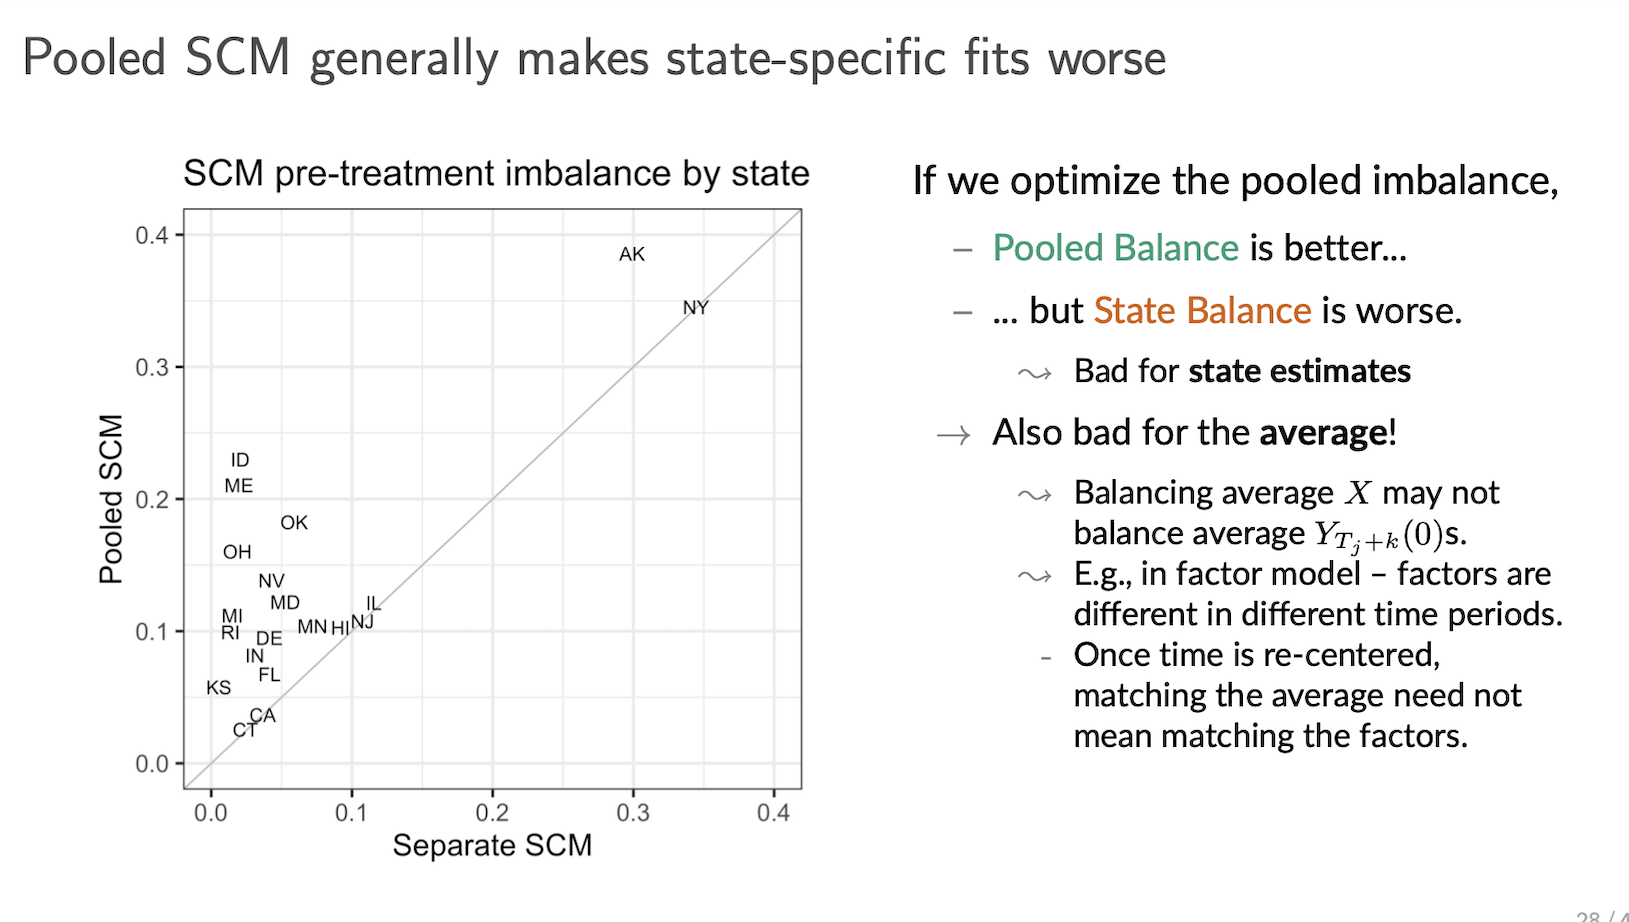 Pooled SCM generally makes state-specific fits worse
SCM pre-treatment imbalance by state
0.4
0.3
0.2
0.1
0.0
Pooled SCM
AK
NY
ID
ME
OK
OH
NV
MD
IL
MI
NJ
MN
HI
RI
DE
IN
FL
KS
CA
CT
0.0
0.1
0.2
0.3
0.4
Separate SCM
If we optimize the pooled imbalance,
– Pooled Balance is better...
– ... but State Balance is worse.
⇝ Bad for state estimates
→ Also bad for the average!
⇝ Balancing average X may not
balance average Y_{T_j+k}(0)s.
⇝ E.g., in factor model – factors are
different in different time periods.
- Once time is re-centered,
matching the average need not
mean matching the factors.
28 / 4